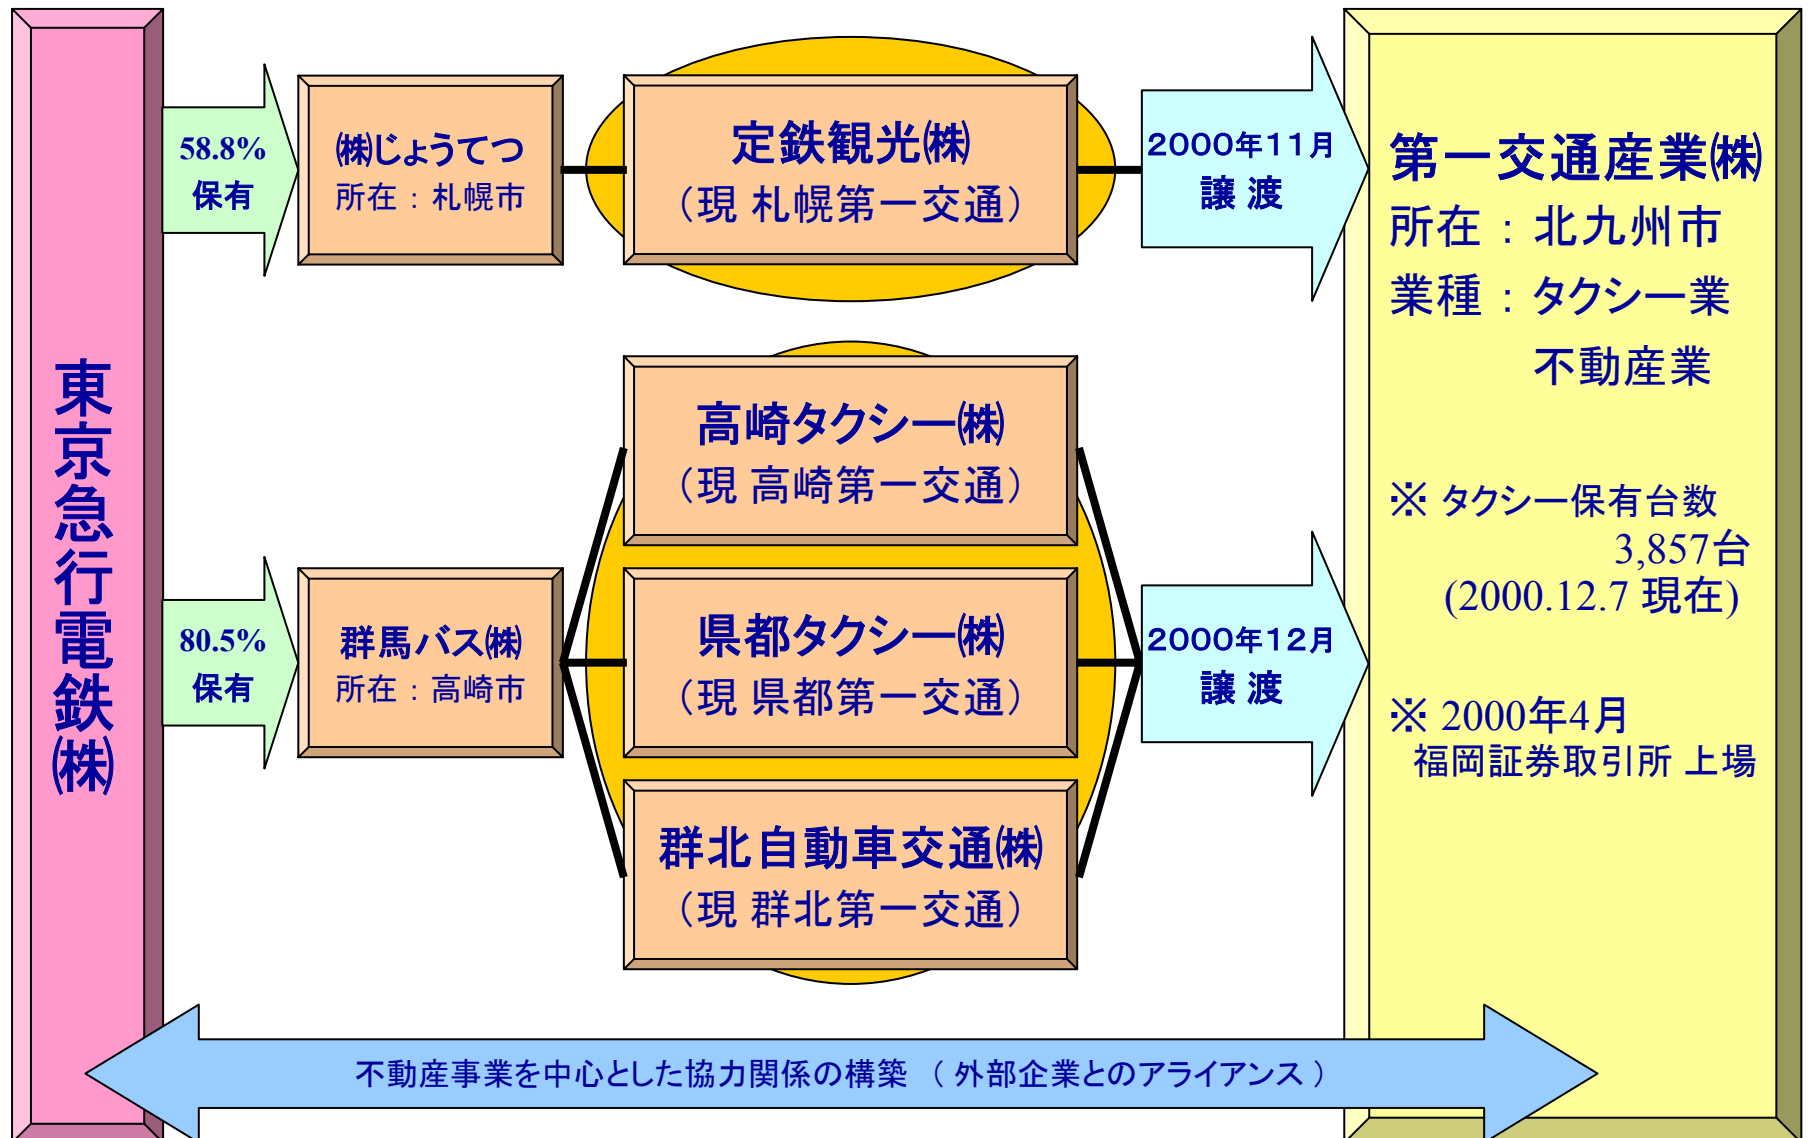 東京急行電鉄㈱
58.8%
保有
㈱じょうてつ
所在：札幌市
定鉄観光㈱
（現 札幌第一交通）
2000年11月
譲 渡
80.5%
保有
群馬バス㈱
所在：高崎市
高崎タクシー㈱
（現 高崎第一交通）
県都タクシー㈱
（現 県都第一交通）
群北自動車交通㈱
（現 群北第一交通）
2000年12月
譲 渡
第一交通産業㈱
所在：北九州市
業種：タクシー業
不動産業
※ タクシー保有台数
3,857台
(2000.12.7 現在)
※ 2000年4月
福岡証券取引所 上場
不動産事業を中心とした協力関係の構築 （ 外部企業とのアライアンス ）